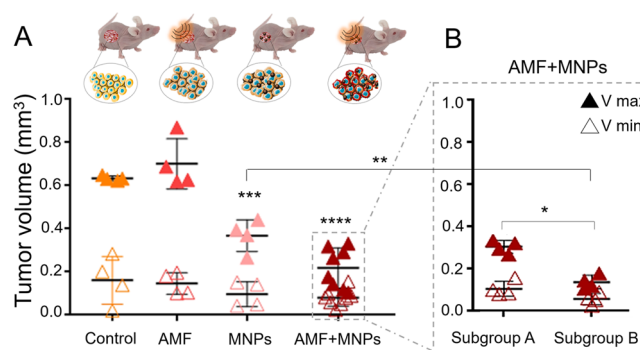 A
B
AMF+MNPs
V max
V min
Tumor volume (mm³)
1.0
0.8
0.6
0.4
0.2
0.0
***
****
**
Control
AMF
MNPs
AMF+MNPs
1.0
0.8
0.6
0.4
0.2
0.0
*
Subgroup A
Subgroup B